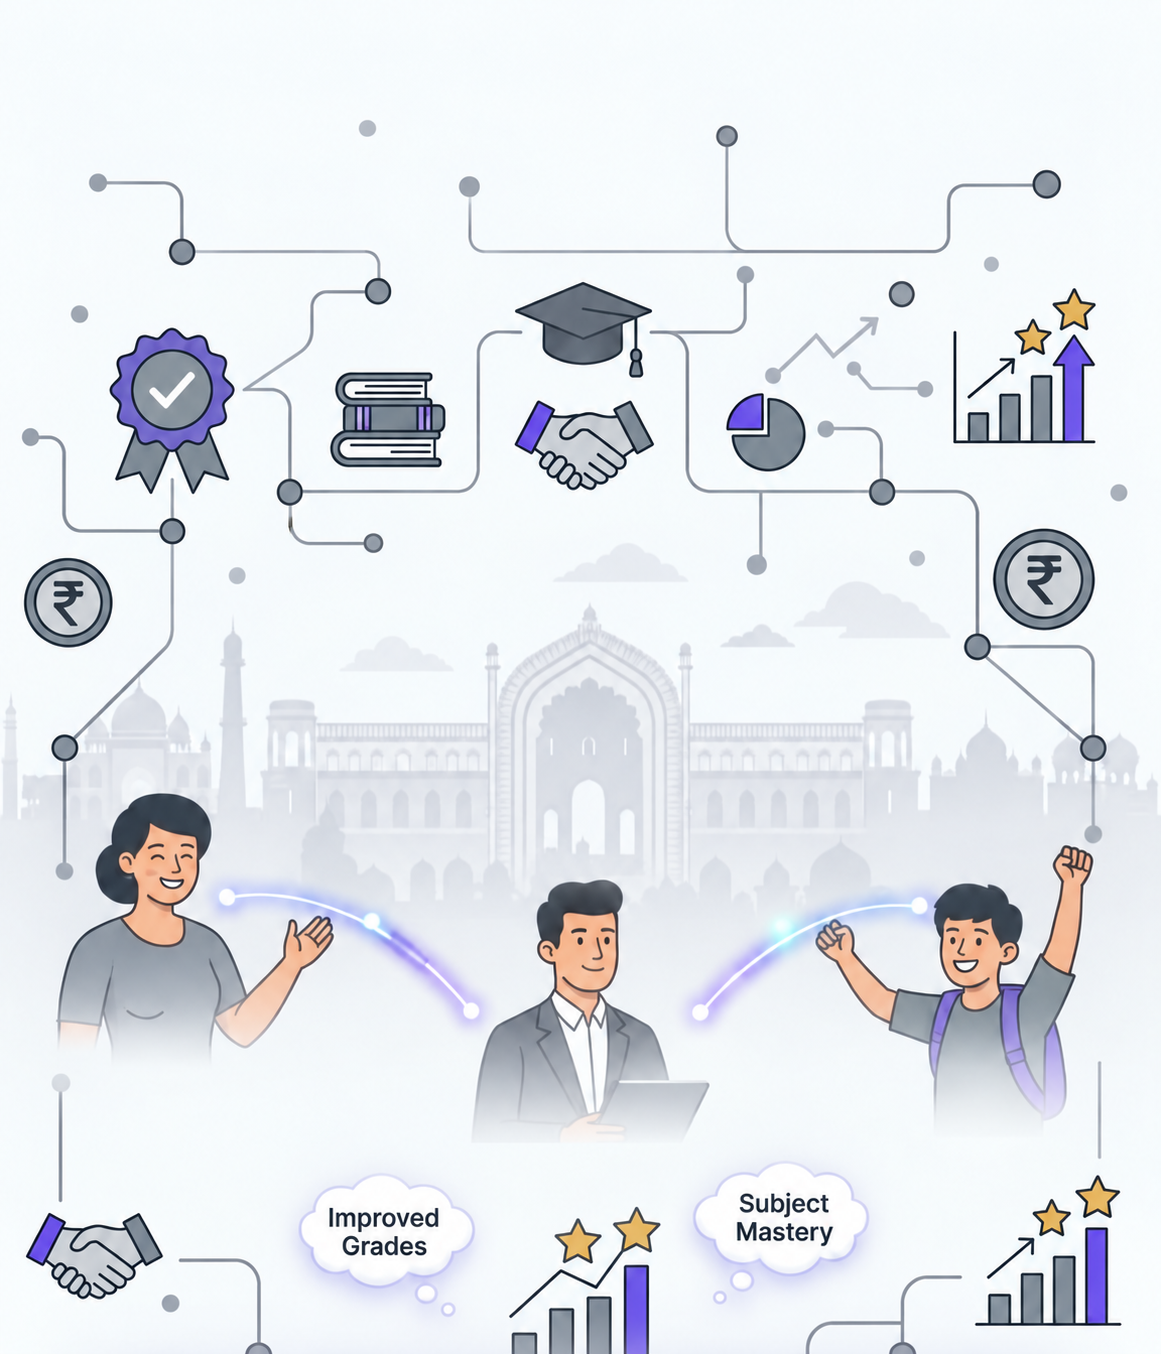 ₹
₹
Improved
Grades
Subject
Mastery